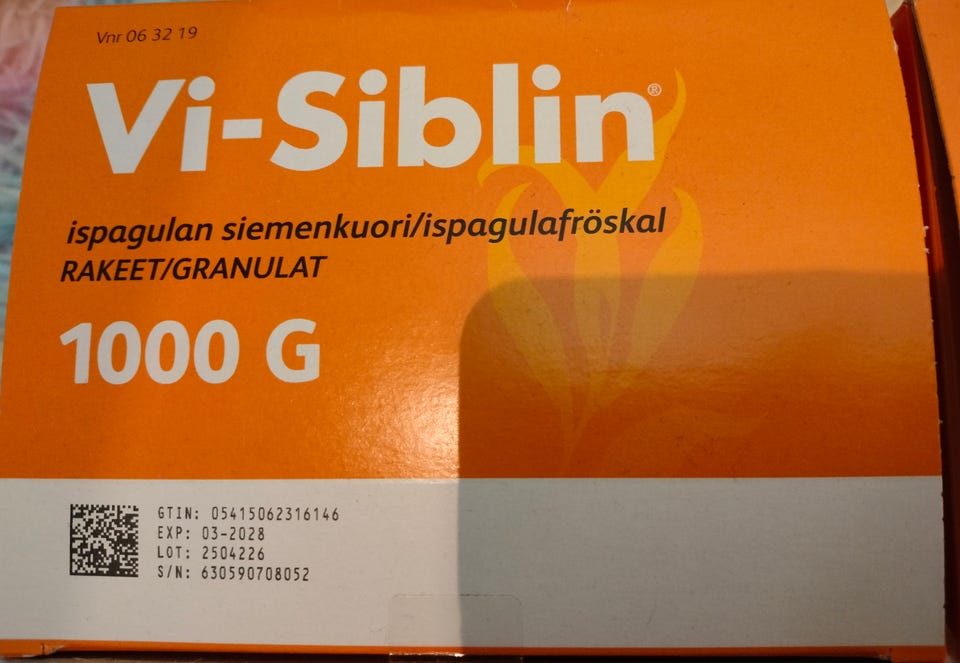 Vnr 06 32 19
Vi-Siblin®
ispagulan siemenkuori/ispagulafröskal
RAKEET/GRANULAT
1000 G
GTIN: 05415062316146
EXP: 03-2028
LOT: 2504226
S/N: 630590708052